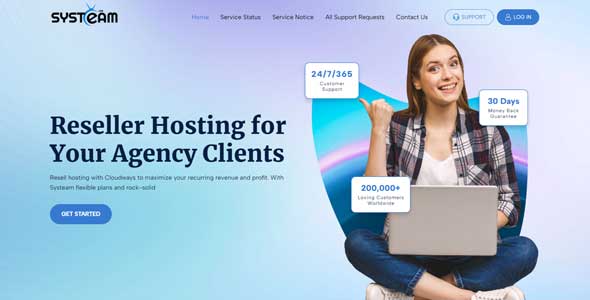 SYSTEAM
Home
Service Status
Service Notice
All Support Requests
Contact Us
SUPPORT
LOG IN
Reseller Hosting for
Your Agency Clients
Resell hosting with Cloudways to maximize your recurring revenue and profit. With
Systeam flexible plans and rock-solid
GET STARTED
24/7/365
Customer
Support
30 Days
Money Back
Guarantee
200,000+
Loving Customers
Worldwide